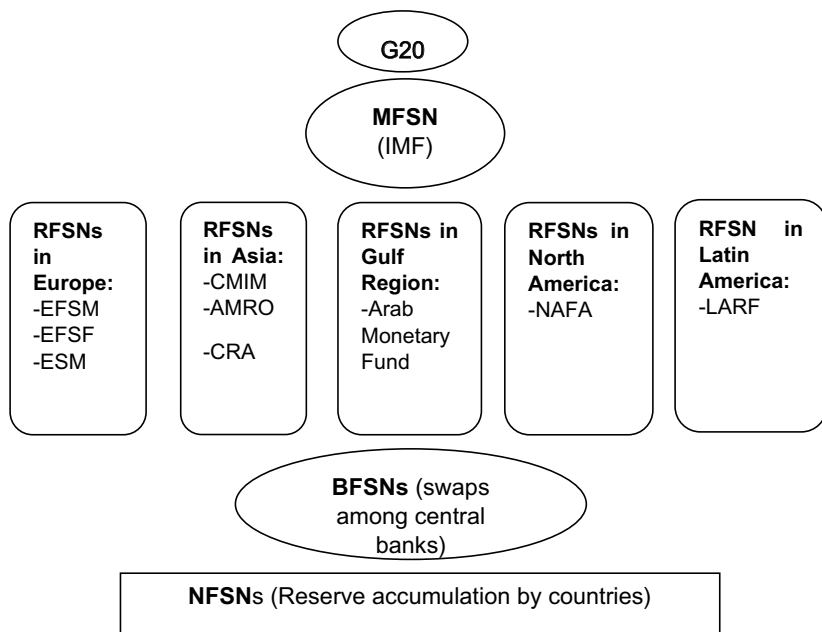 G20
MFSN
(IMF)
RFSNs
in
Europe:
-EFSM
-EFSF
-ESM
RFSNs
in Asia:
-CMIM
-AMRO
-CRA
RFSNs in
Gulf
Region:
-Arab
Monetary
Fund
RFSNs in
North
America:
-NAFA
RFSN in
Latin
America:
-LARF
BFSNs (swaps
among central
banks)
NFSNs (Reserve accumulation by countries)